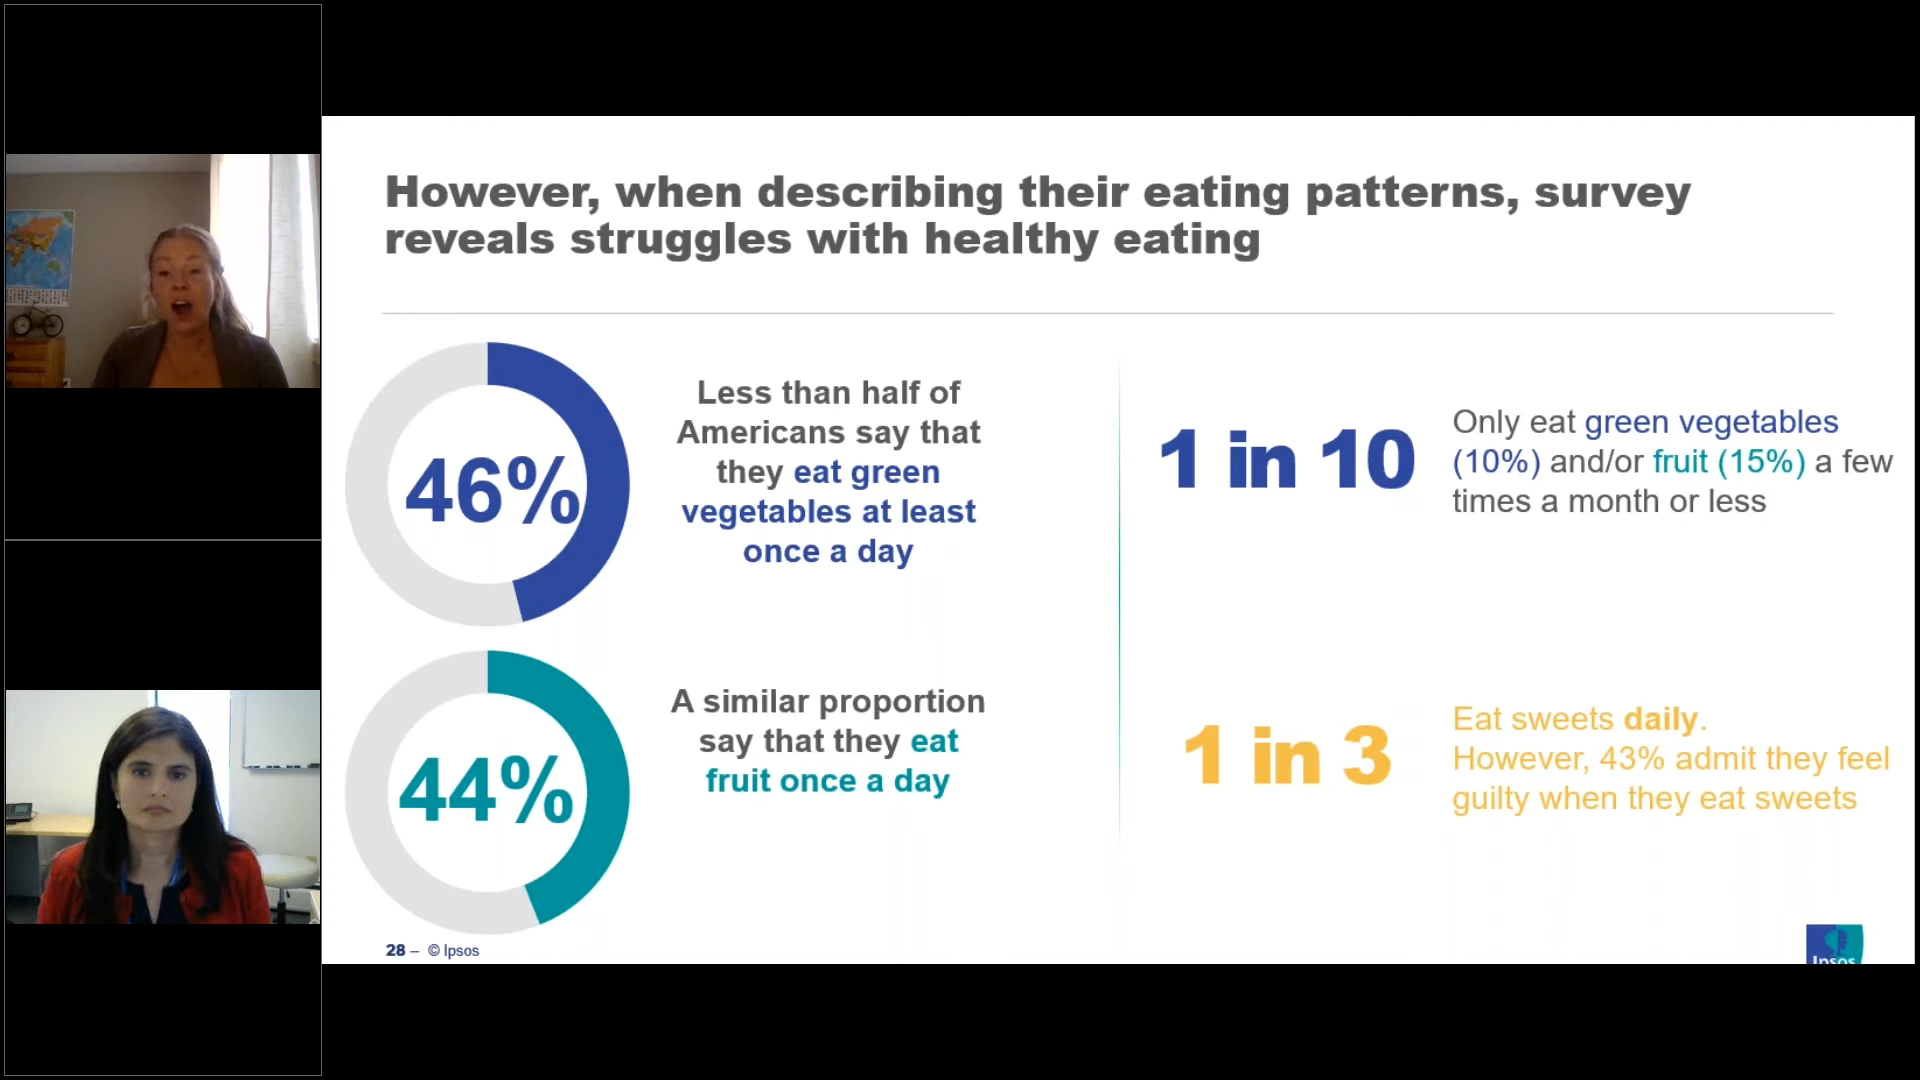 However, when describing their eating patterns, survey
reveals struggles with healthy eating
46%
Less than half of
Americans say that
they eat green
vegetables at least
once a day
44%
A similar proportion
say that they eat
fruit once a day
1 in 10
Only eat green vegetables
(10%) and/or fruit (15%) a few
times a month or less
1 in 3
Eat sweets daily.
However, 43% admit they feel
guilty when they eat sweets
28 – © Ipsos
Ipsos